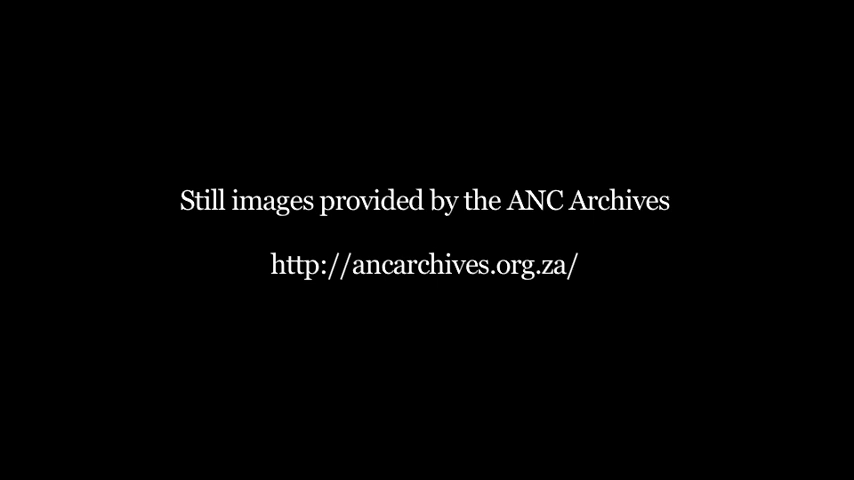 Still images provided by the ANC Archives
http://ancarchives.org.za/